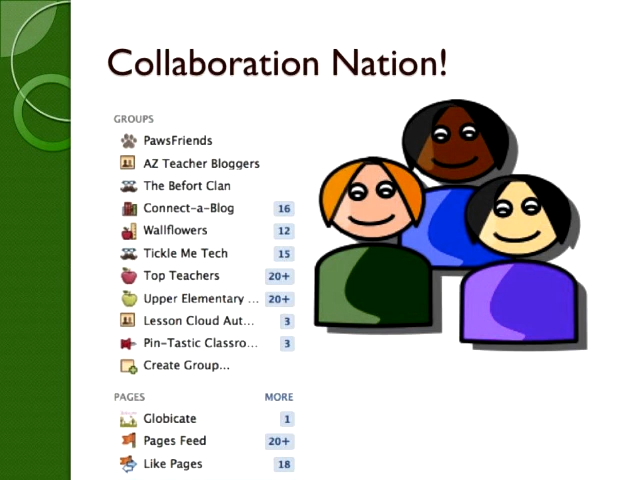 Collaboration Nation!
GROUPS
PawsFriends
AZ Teacher Bloggers
The Befort Clan
Connect-a-Blog 16
Wallflowers 12
Tickle Me Tech 15
Top Teachers 20+
Upper Elementary ... 20+
Lesson Cloud Aut... 3
Pin-Tastic Classro... 3
Create Group...
PAGES MORE
Globicate 1
Pages Feed 20+
Like Pages 18